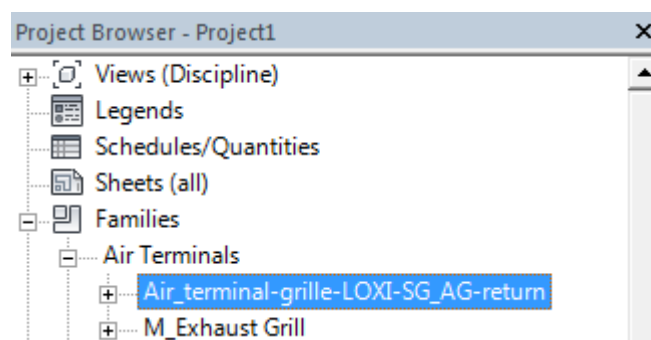 Project Browser - Project1
Views (Discipline)
Legends
Schedules/Quantities
Sheets (all)
Families
Air Terminals
Air_terminal-grille-LOXI-SG_AG-return
M_Exhaust Grill